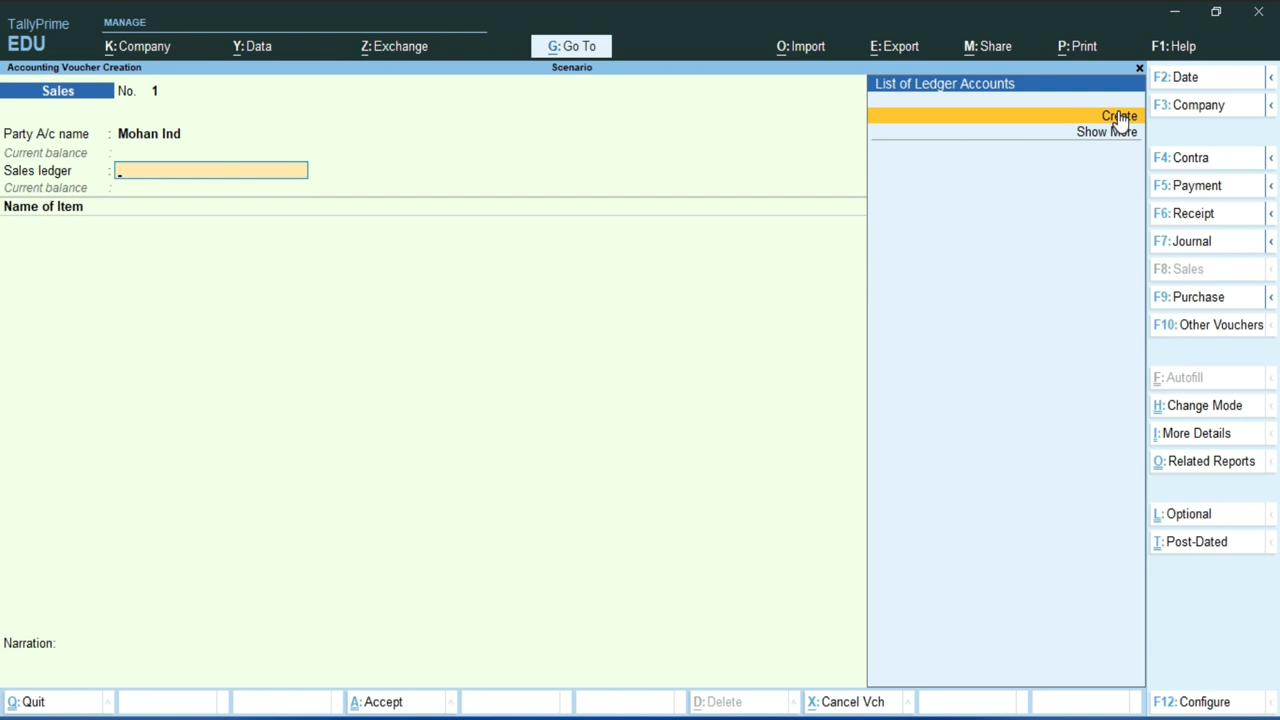 TallyPrime
EDU
MANAGE
K: Company
Y: Data
Z: Exchange
G: Go To
O: Import
E: Export
M: Share
P: Print
F1: Help
Accounting Voucher Creation
Scenario
Sales No. 1
Party A/c name : Mohan Ind
Current balance :
Sales ledger :
Current balance :
Name of Item
List of Ledger Accounts
Create
Show More
F2: Date
F3: Company
F4: Contra
F5: Payment
F6: Receipt
F7: Journal
F8: Sales
F9: Purchase
F10: Other Vouchers
F: Autofill
H: Change Mode
I: More Details
O: Related Reports
L: Optional
T: Post-Dated
Narration:
Q: Quit
A: Accept
D: Delete
X: Cancel Vch
F12: Configure